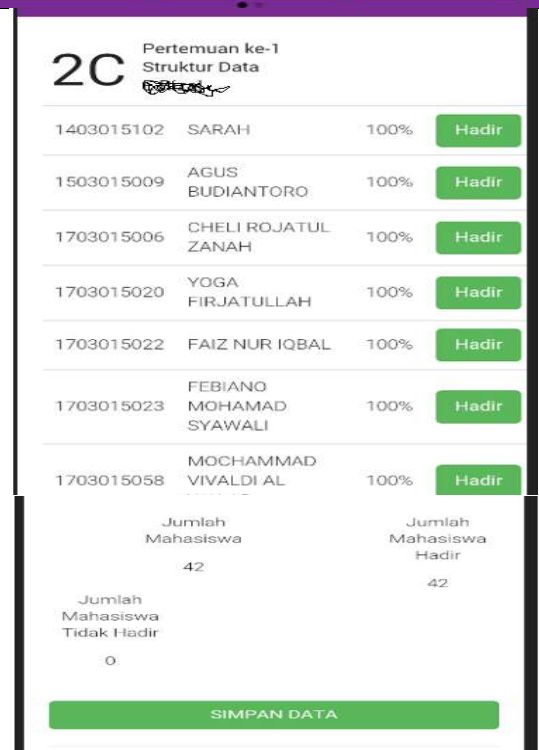 2C
Pertemuan ke-1
Struktur Data
1403015102 SARAH 100% Hadir
1503015009 AGUS BUDIANTORO 100% Hadir
1703015006 CHELI ROJATUL ZANAH 100% Hadir
1703015020 YOGA FIRJATULLAH 100% Hadir
1703015022 FAIZ NUR IQBAL 100% Hadir
1703015023 FEBIANO MOHAMAD SYAWALI 100% Hadir
1703015058 MOCHAMMAD VIVALDI AL 100% Hadir
Jumlah
Mahasiswa
42
Jumlah
Mahasiswa
Hadir
42
Jumlah
Mahasiswa
Tidak Hadir
0
SIMPAN DATA